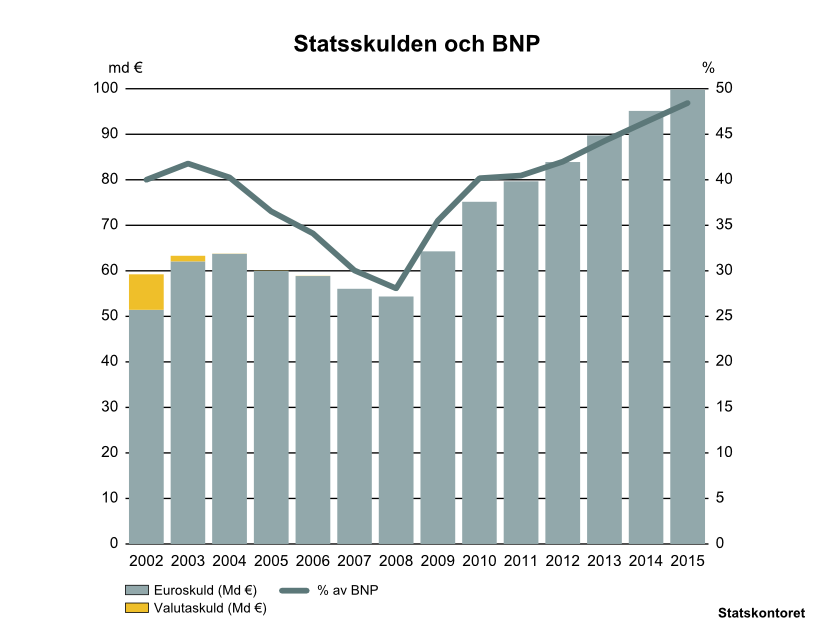 Statsskulden och BNP
md € %
100 50
90 45
80 40
70 35
60 30
50 25
40 20
30 15
20 10
10 5
0 0
2002 2003 2004 2005 2006 2007 2008 2009 2010 2011 2012 2013 2014 2015
Euroskuld (Md €) % av BNP
Valutaskuld (Md €)
Statskontoret